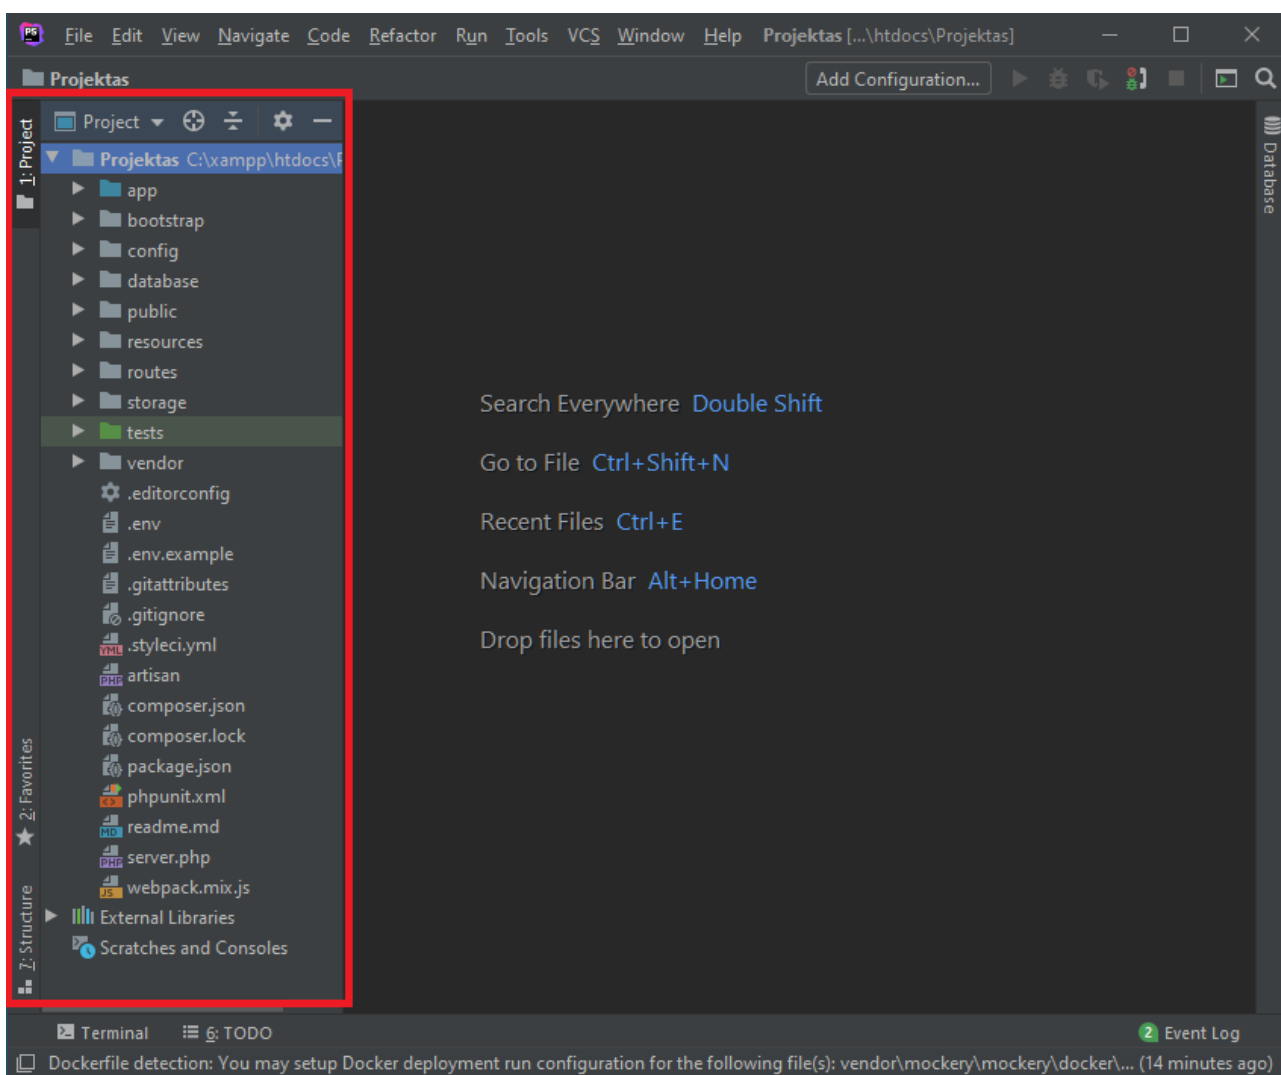 PS File Edit View Navigate Code Refactor Run Tools VCS Window Help Projektas [...\htdocs\Projektas]
Projektas Add Configuration...
1: Project
Project
Projektas C:\xampp\htdocs\P
app
bootstrap
config
database
public
resources
routes
storage
tests
vendor
.editorconfig
.env
.env.example
.gitattributes
.gitignore
YML .styleci.yml
PHP artisan
composer.json
composer.lock
package.json
phpunit.xml
MD readme.md
PHP server.php
JS webpack.mix.js
External Libraries
Scratches and Consoles
2: Favorites
7: Structure
Search Everywhere Double Shift
Go to File Ctrl+Shift+N
Recent Files Ctrl+E
Navigation Bar Alt+Home
Drop files here to open
Database
Terminal 6: TODO 2 Event Log
Dockerfile detection: You may setup Docker deployment run configuration for the following file(s): vendor\mockery\mockery\docker\... (14 minutes ago)